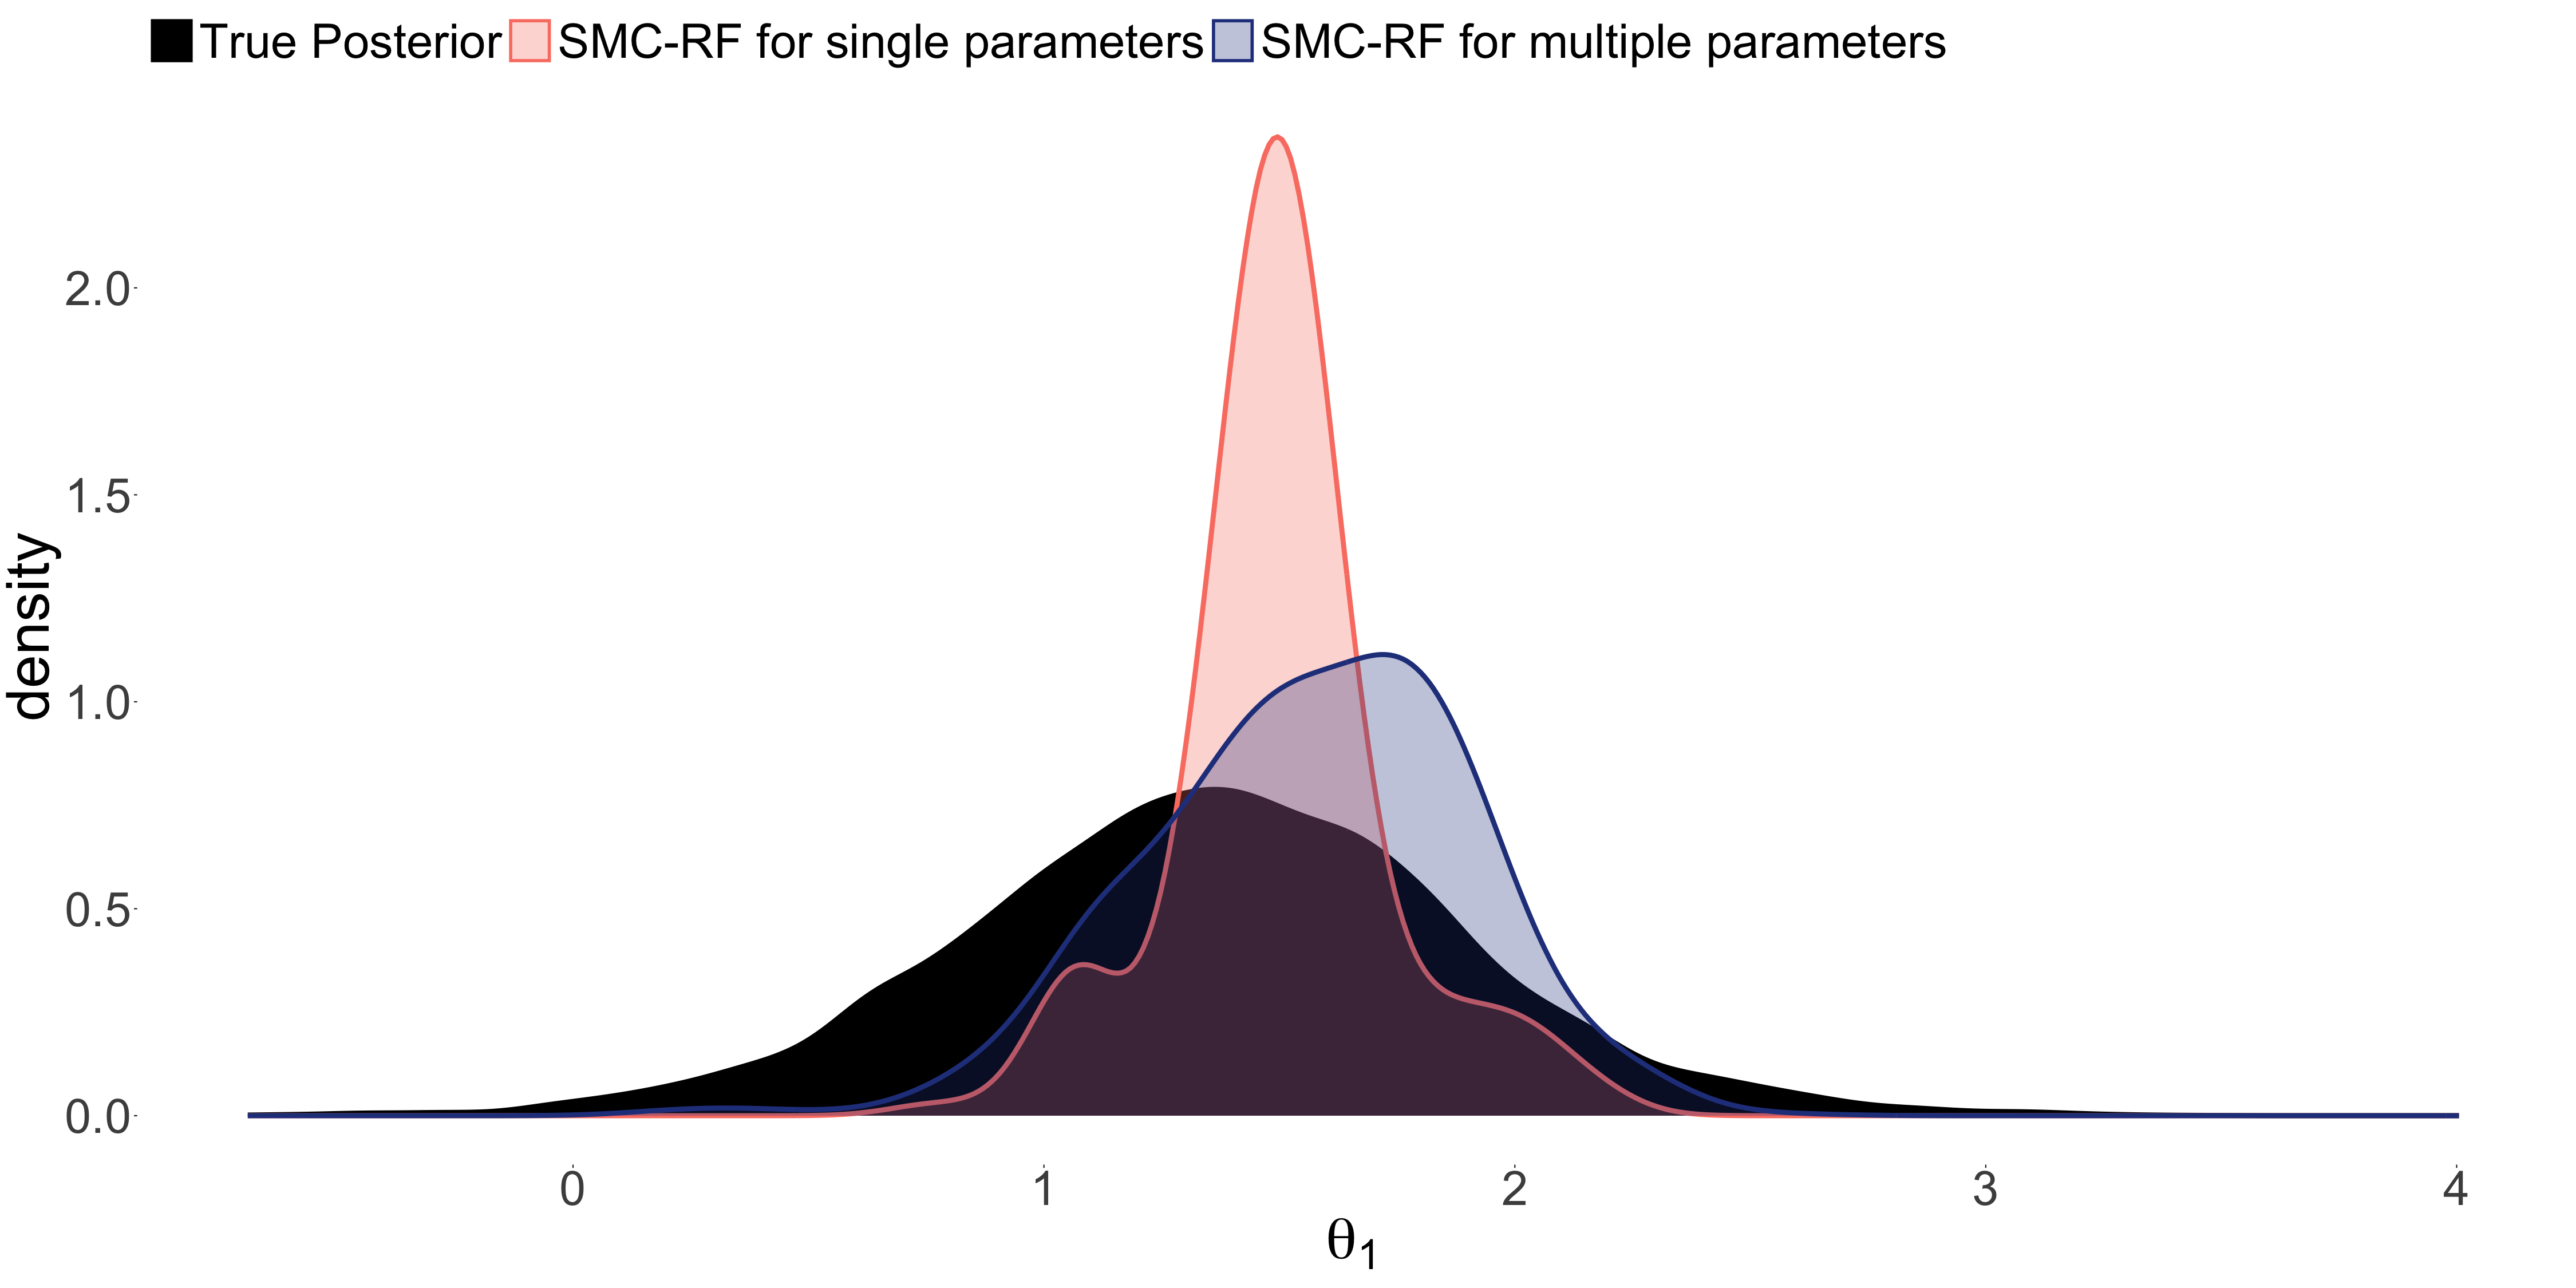 True Posterior SMC-RF for single parameters SMC-RF for multiple parameters
density
2.0
1.5
1.0
0.5
0.0
0 1 2 3 4
θ1